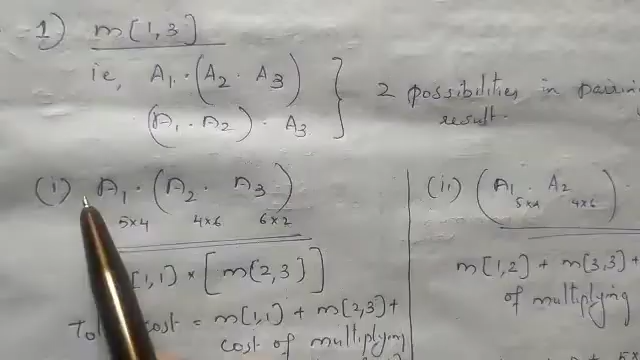 1) m[1,3]
ie, A₁ · (A₂ · A₃)
(A₁ · A₂) · A₃
2 possibilities in pairing
result.
(i) A₁ · (A₂ · A₃)
5×4 4×6 6×2
[1,1] × [m[2,3]]
cost = m[1,1] + m[2,3] +
cost of multiplying
(ii) (A₁ · A₂) ·
5×4 4×6
m[1,2] + m[3,3] +
of multiplying